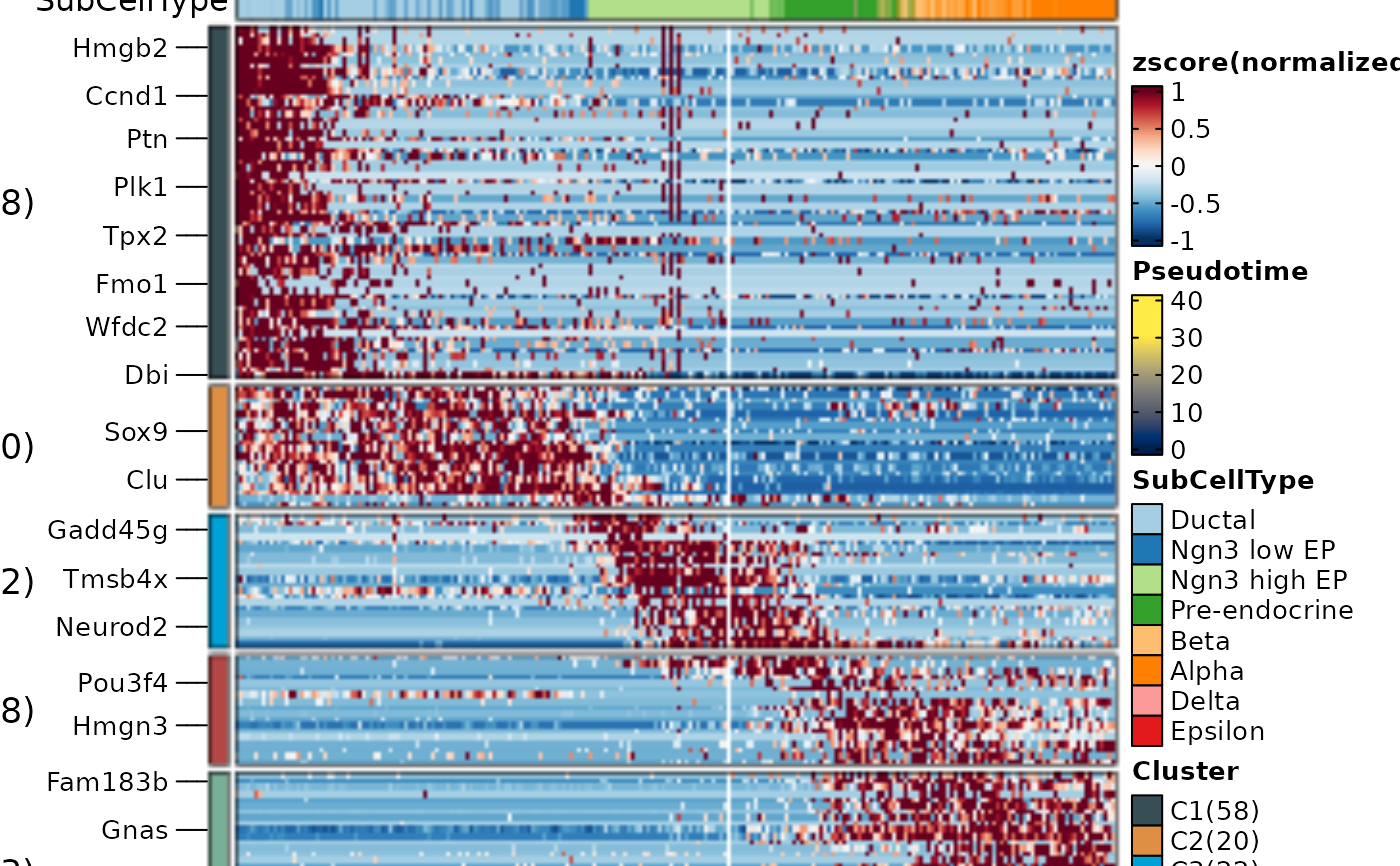 SubCellType
Hmgb2
Ccnd1
Ptn
Plk1
Tpx2
Fmo1
Wfdc2
Dbi
8)
Sox9
Clu
0)
Gadd45g
Tmsb4x
Neurod2
2)
Pou3f4
Hmgn3
8)
Fam183b
Gnas
zscore(normalized
1
0.5
0
-0.5
-1
Pseudotime
40
30
20
10
0
SubCellType
Ductal
Ngn3 low EP
Ngn3 high EP
Pre-endocrine
Beta
Alpha
Delta
Epsilon
Cluster
C1(58)
C2(20)